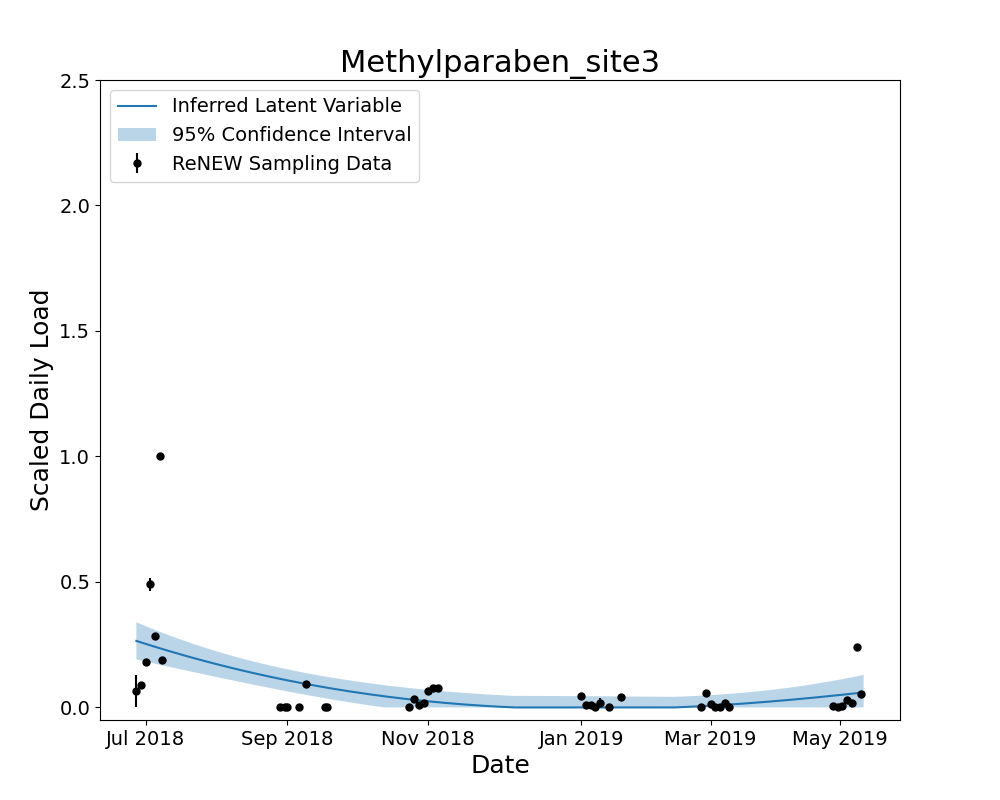 Methylparaben_site3
2.5
2.0
1.5
1.0
0.5
0.0
Scaled Daily Load
Inferred Latent Variable
95% Confidence Interval
ReNEW Sampling Data
Jul 2018 Sep 2018 Nov 2018 Jan 2019 Mar 2019 May 2019
Date